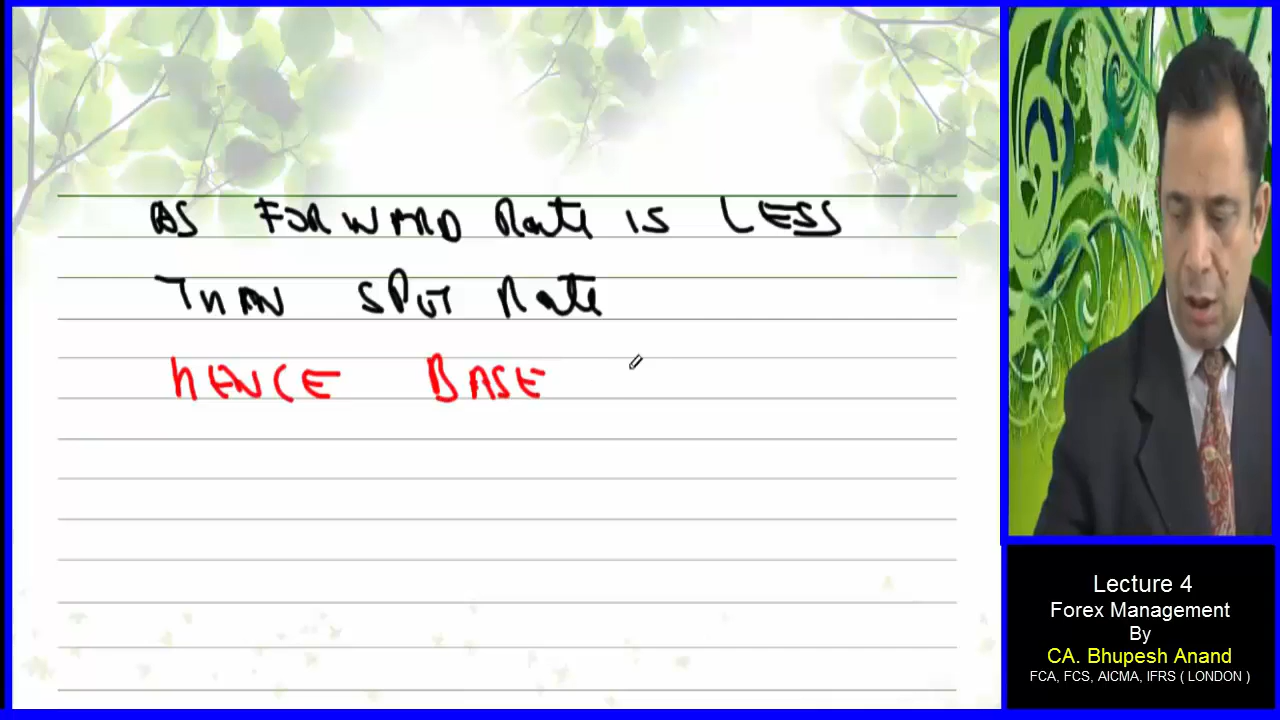 AS FORWARD Rate IS LESS
THAN SPOT Rate
HENCE BASE
Lecture 4
Forex Management
By
CA. Bhupesh Anand
FCA, FCS, AICMA, IFRS ( LONDON )